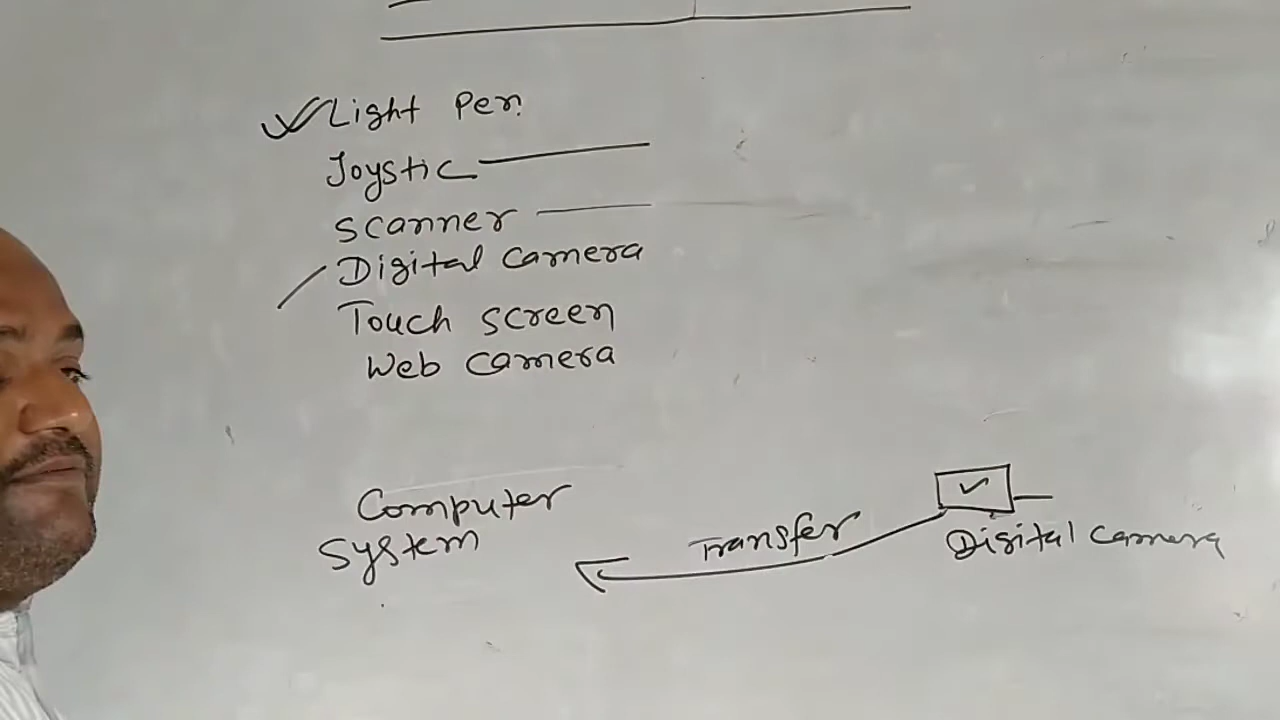 Light Pen
Joystic
Scanner
Digital camera
Touch screen
Web camera
Computer
System
Transfer
Digital camera